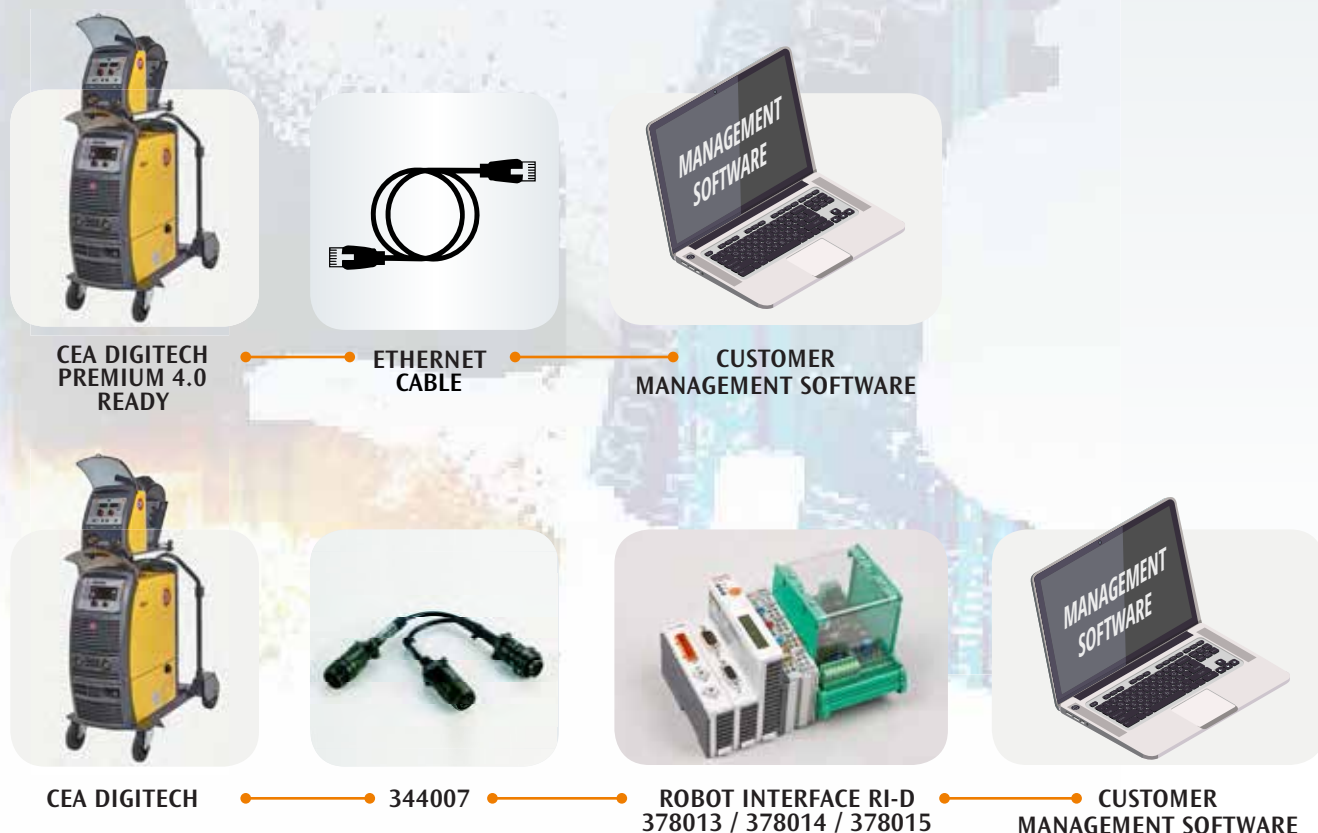 MANAGEMENT
SOFTWARE
CEA DIGITECH
PREMIUM 4.0
READY
ETHERNET
CABLE
CUSTOMER
MANAGEMENT SOFTWARE
MANAGEMENT
SOFTWARE
CEA DIGITECH
344007
ROBOT INTERFACE RI-D
378013 / 378014 / 378015
CUSTOMER
MANAGEMENT SOFTWARE